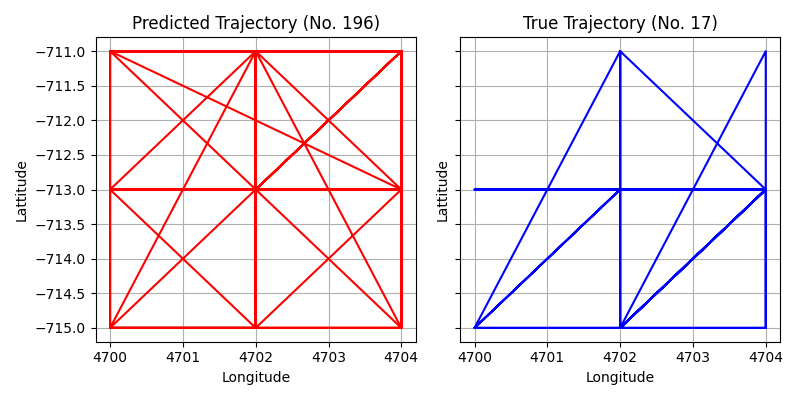 Predicted Trajectory (No. 196)
True Trajectory (No. 17)
Lattitude
−711.0
−711.5
−712.0
−712.5
−713.0
−713.5
−714.0
−714.5
−715.0
4700 4701 4702 4703 4704
Longitude
Lattitude
4700 4701 4702 4703 4704
Longitude